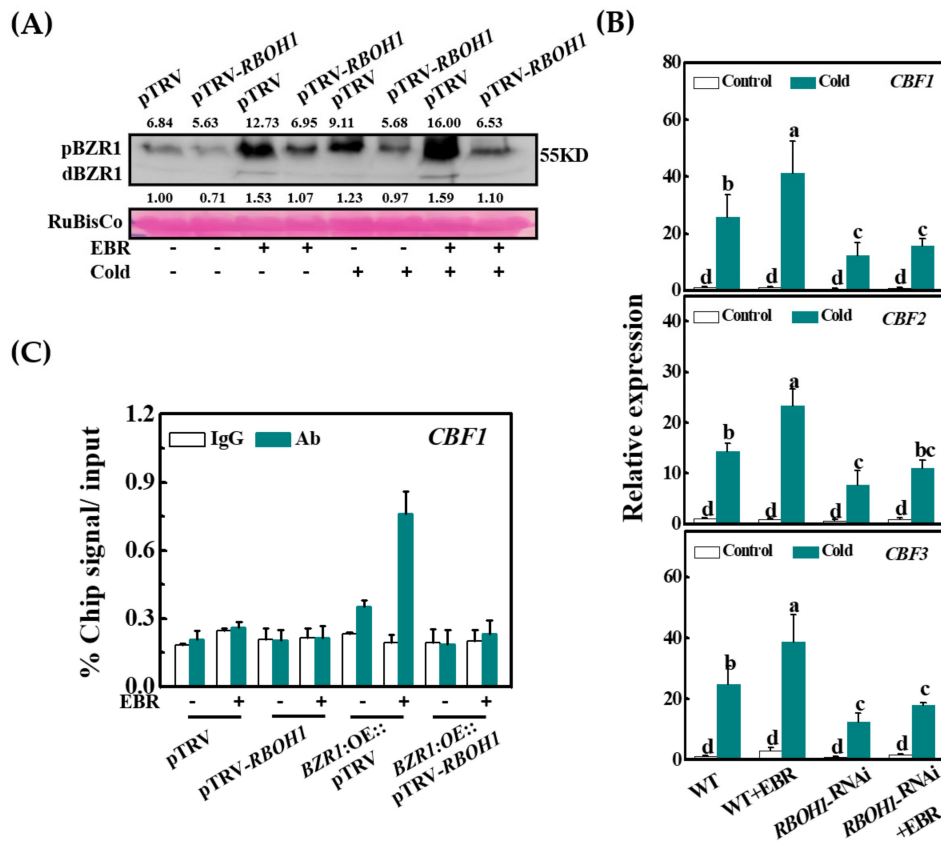 (A)
pTRV pTRV-RBOH1 pTRV pTRV-RBOH1 pTRV pTRV-RBOH1 pTRV pTRV-RBOH1
6.84 5.63 12.73 6.95 9.11 5.68 16.00 6.53
pBZR1
55KD
dBZR1
1.00 0.71 1.53 1.07 1.23 0.97 1.59 1.10
RuBisCo
EBR - - + + - - + +
Cold - - - - + + + +
(B)
Relative expression
Control Cold CBF1
80
60
40
20
0
d b d a d c d c
Control Cold CBF2
40
30
20
10
0
d b d a d c d bc
Control Cold CBF3
60
40
20
0
d b d a d c d c
WT
WT+EBR
RBOH1-RNAi
RBOH1-RNAi
+EBR
(C)
% Chip signal/ input
IgG Ab CBF1
1.2
0.9
0.6
0.3
0.0
EBR - + - + - + - +
pTRV
pTRV-RBOH1
BZR1:OE::
pTRV
BZR1:OE::
pTRV-RBOH1